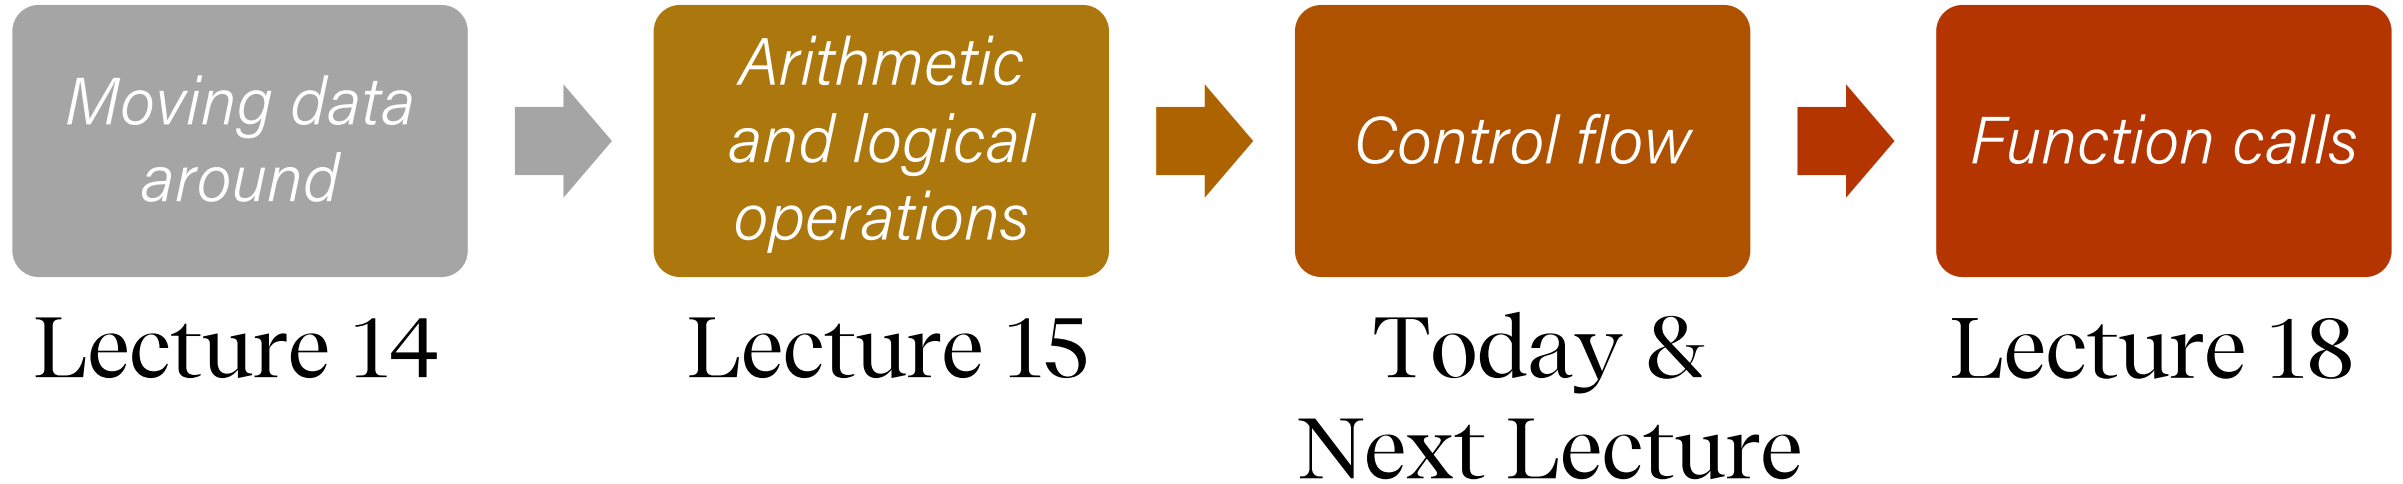 Moving data
around
Arithmetic
and logical
operations
Control flow
Function calls
Lecture 14
Lecture 15
Today &
Next Lecture
Lecture 18